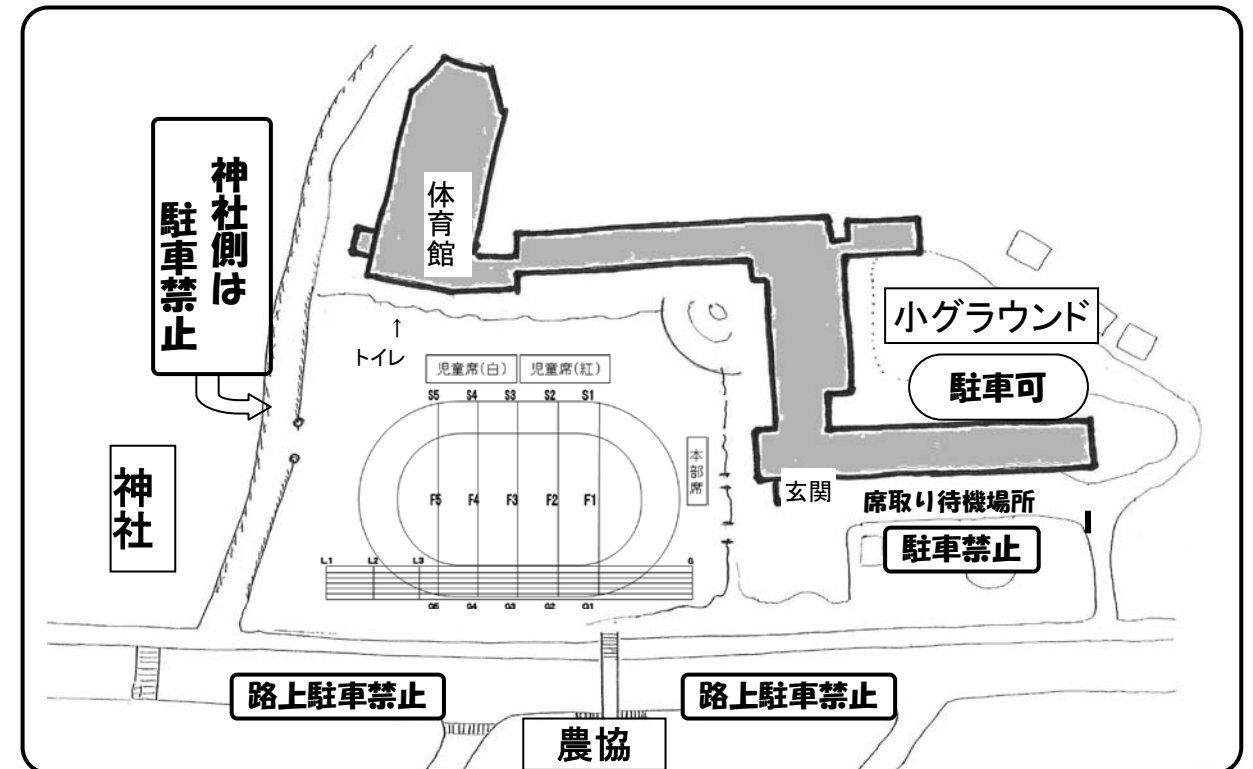 神社側は
駐車禁止
体育館
小グラウンド
駐車可
↑
トイレ
児童席(白)
児童席(紅)
S5 S4 S3 S2 S1
本部席
F5 F4 F3 F2 F1
玄関
席取り待機場所
駐車禁止
神社
L1 L2 L3 G
G5 G4 G3 G2 G1
路上駐車禁止
路上駐車禁止
農協